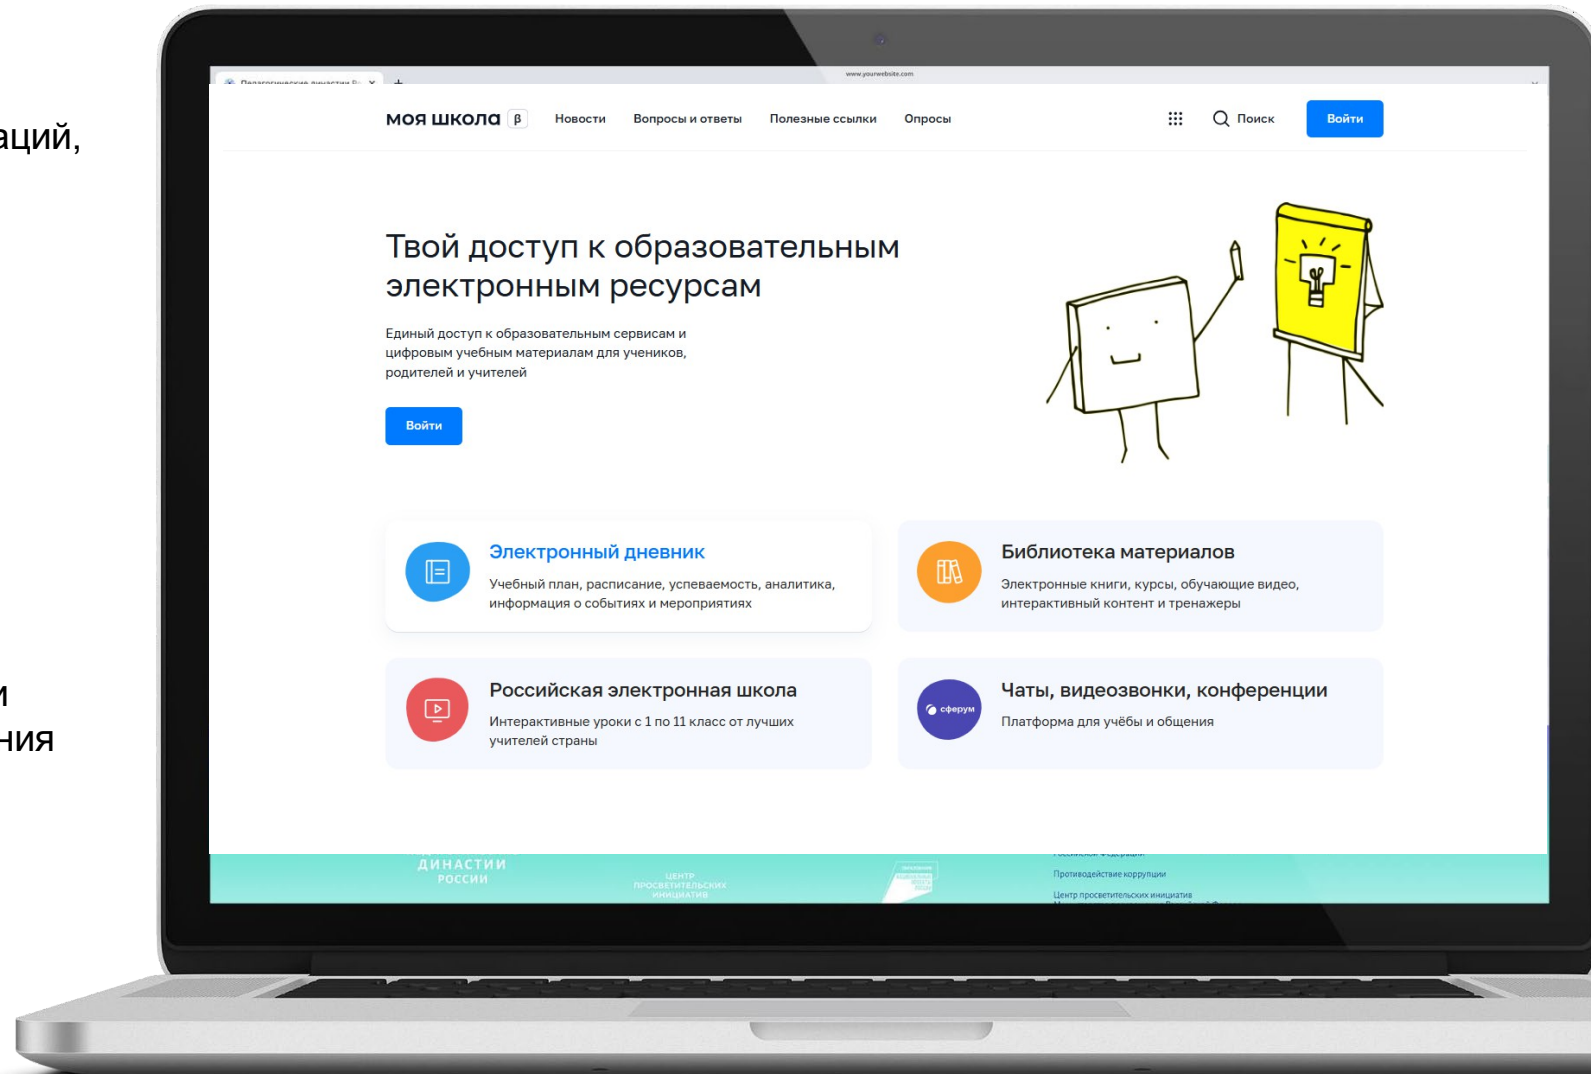 аций,
и
ния
www.yourwebsite.com
Педагогические династии Р
моя школа β
Новости
Вопросы и ответы
Полезные ссылки
Опросы
Поиск
Войти
Твой доступ к образовательным
электронным ресурсам
Единый доступ к образовательным сервисам и
цифровым учебным материалам для учеников,
родителей и учителей
Войти
Электронный дневник
Учебный план, расписание, успеваемость, аналитика,
информация о событиях и мероприятиях
Библиотека материалов
Электронные книги, курсы, обучающие видео,
интерактивный контент и тренажеры
Российская электронная школа
Интерактивные уроки с 1 по 11 класс от лучших
учителей страны
сферум
Чаты, видеозвонки, конференции
Платформа для учёбы и общения
ДИНАСТИИ
РОССИИ
ЦЕНТР
ПРОСВЕТИТЕЛЬСКИХ
ИНИЦИАТИВ
Российской Федерации
Противодействие коррупции
Центр просветительских инициатив